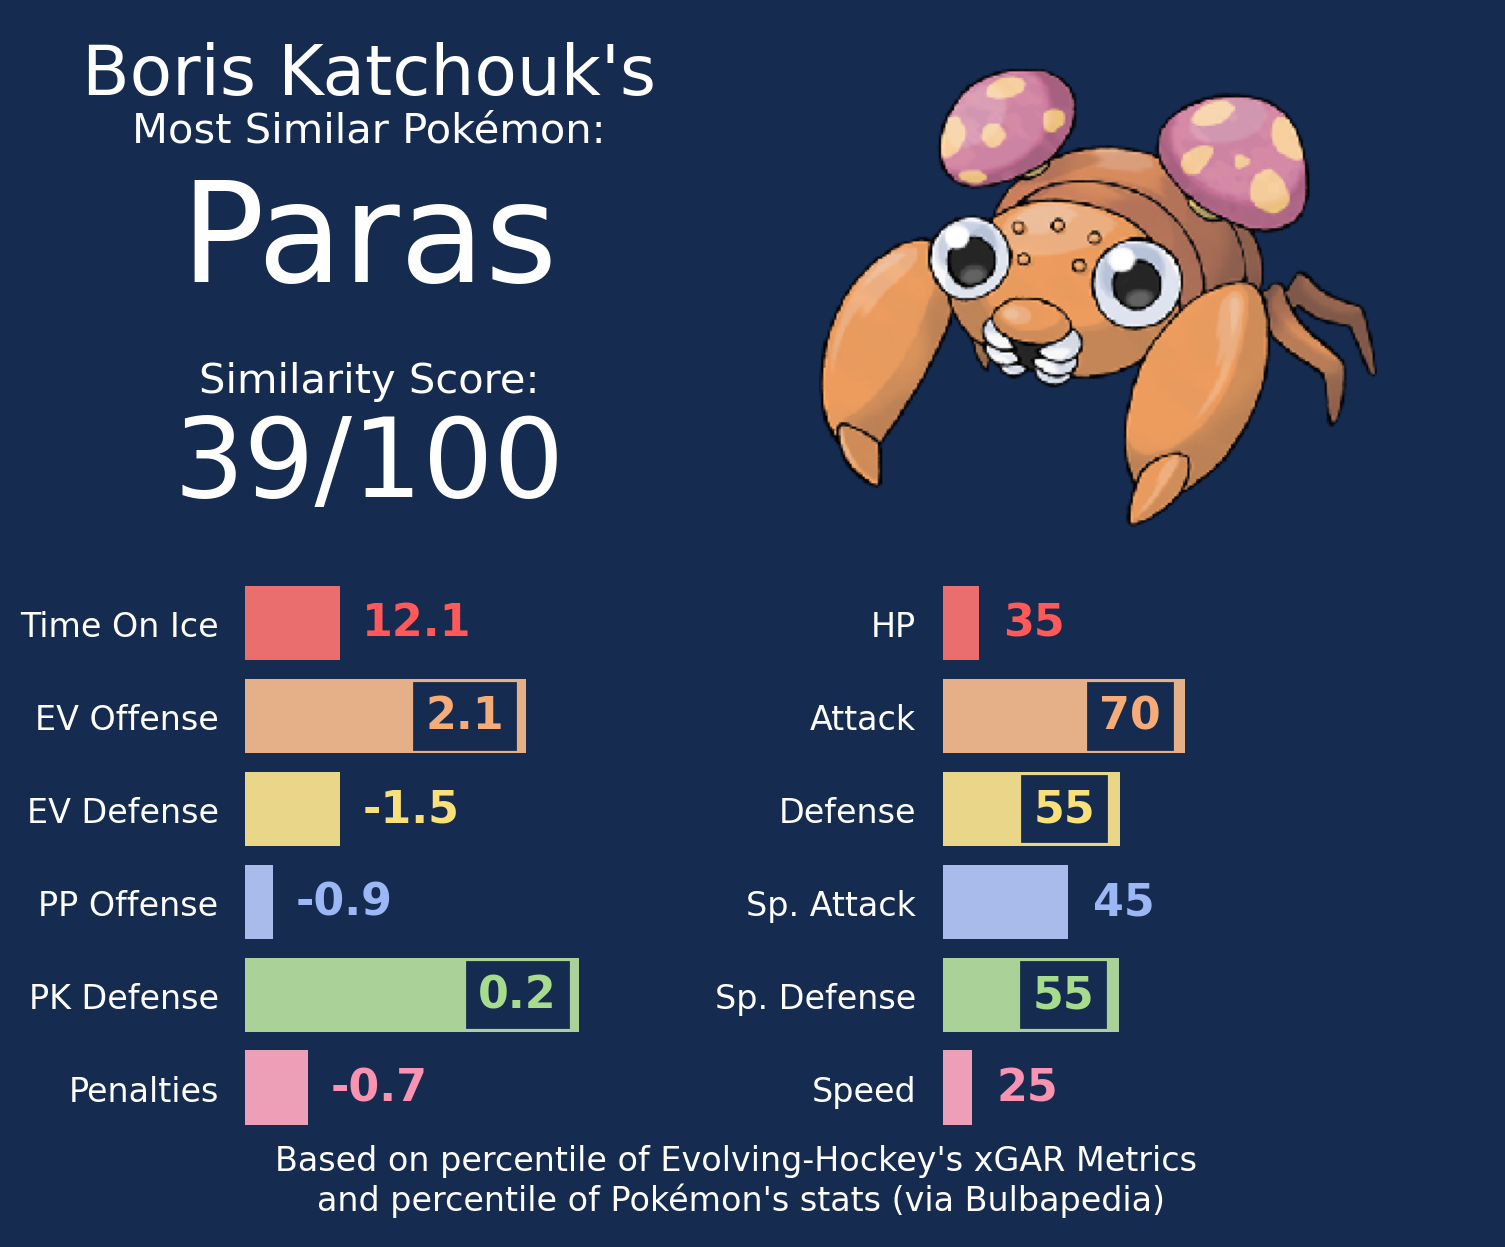 Boris Katchouk's
Most Similar Pokémon:
Paras
Similarity Score:
39/100
Time On Ice 12.1
EV Offense 2.1
EV Defense -1.5
PP Offense -0.9
PK Defense 0.2
Penalties -0.7
HP 35
Attack 70
Defense 55
Sp. Attack 45
Sp. Defense 55
Speed 25
Based on percentile of Evolving-Hockey's xGAR Metrics
and percentile of Pokémon's stats (via Bulbapedia)